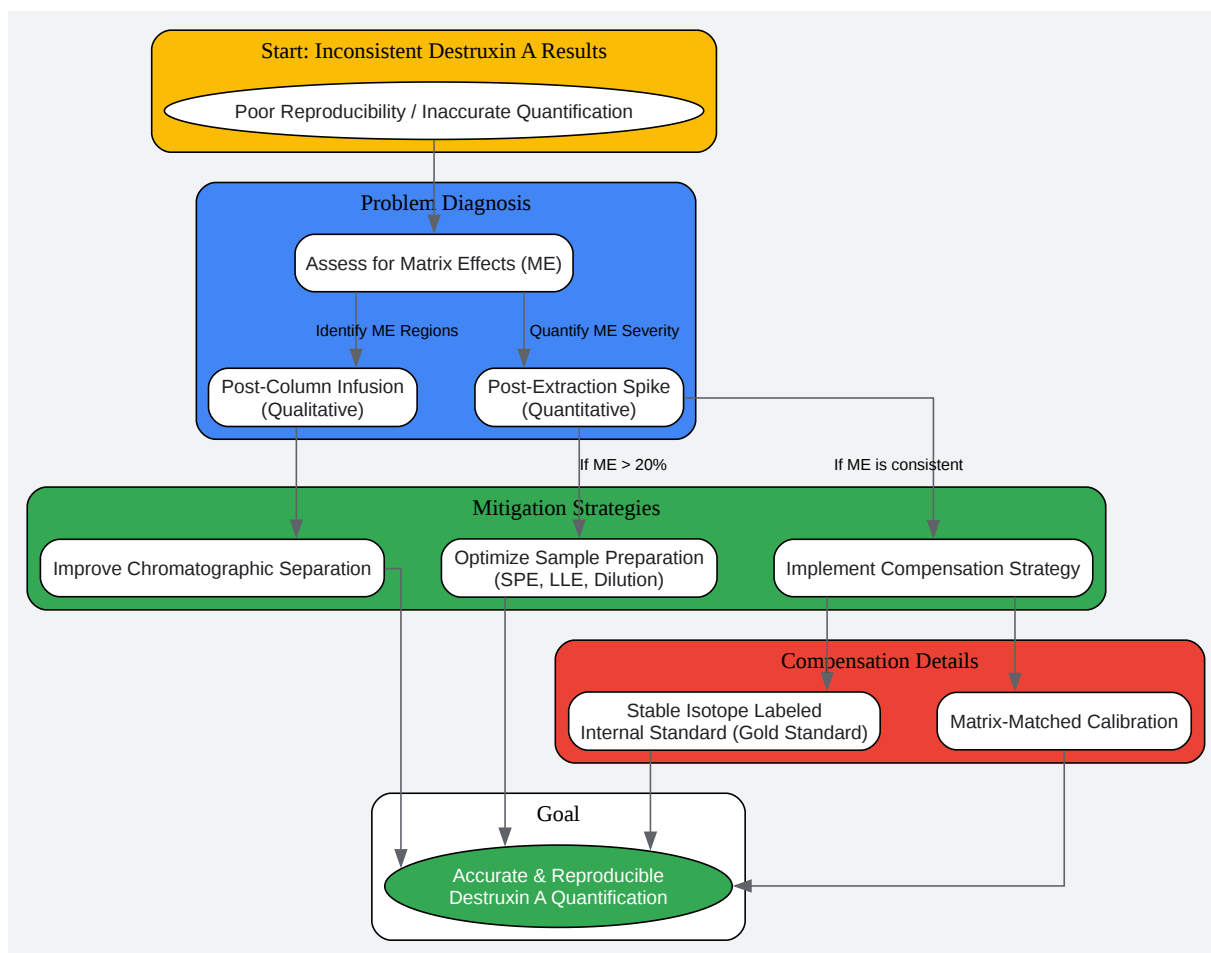 Start: Inconsistent Destruxin A Results
Poor Reproducibility / Inaccurate Quantification
Problem Diagnosis
Assess for Matrix Effects (ME)
Identify ME Regions
Quantify ME Severity
Post-Column Infusion
(Qualitative)
Post-Extraction Spike
(Quantitative)
If ME > 20%
If ME is consistent
Mitigation Strategies
Improve Chromatographic Separation
Optimize Sample Preparation
(SPE, LLE, Dilution)
Implement Compensation Strategy
Compensation Details
Stable Isotope Labeled
Internal Standard (Gold Standard)
Matrix-Matched Calibration
Goal
Accurate & Reproducible
Destruxin A Quantification